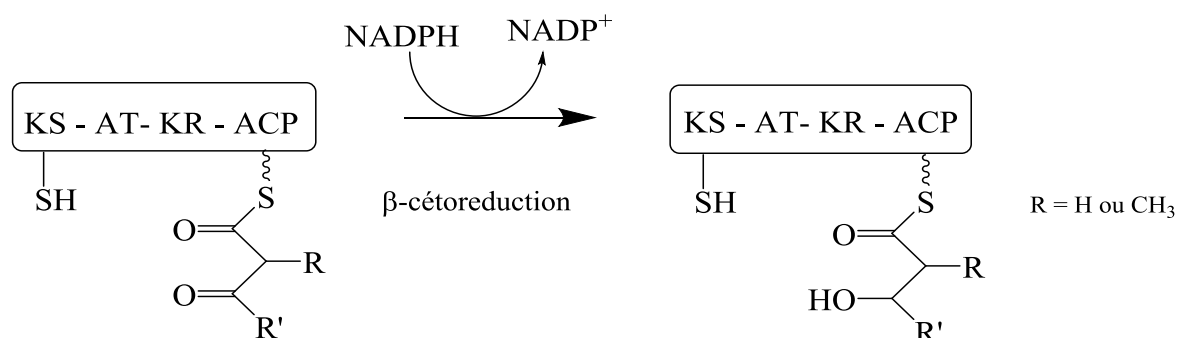 NADPH NADP+
KS - AT- KR - ACP
KS - AT- KR - ACP
SH
S
β-cétoreduction
SH
S
R = H ou CH3
O
R
O
R'
O
R
HO
R'